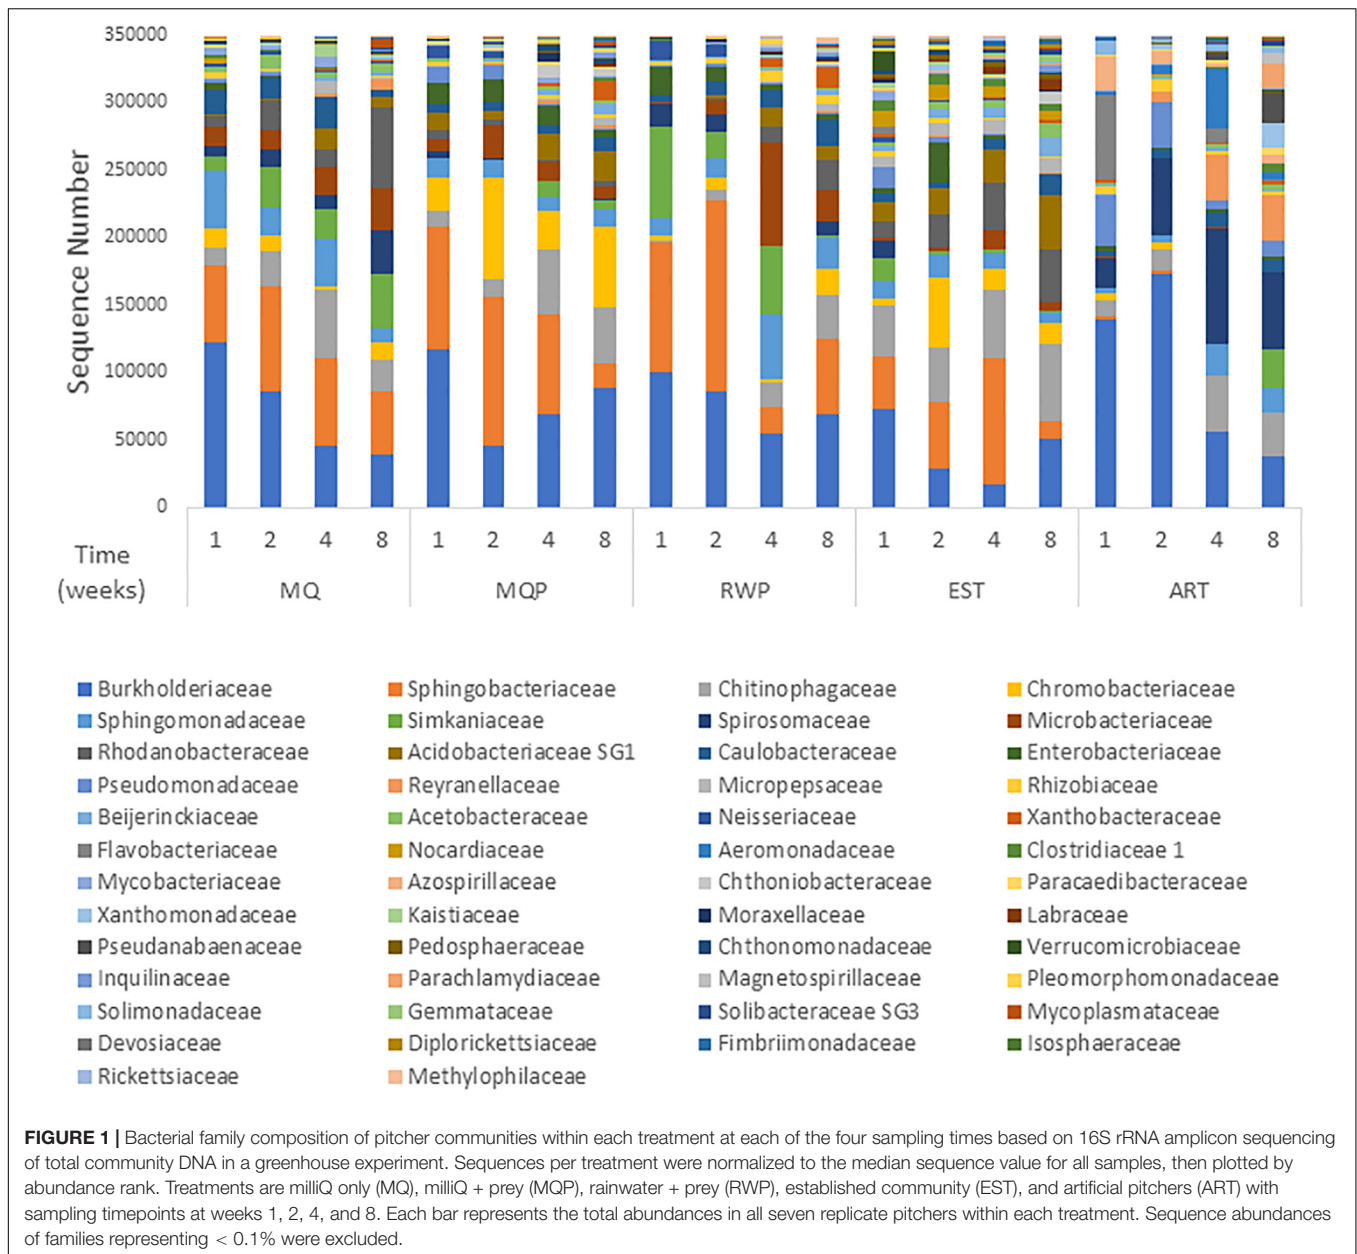 350000
300000
250000
200000
150000
100000
50000
0
Sequence Number
Time
(weeks)
1 2 4 8 1 2 4 8 1 2 4 8 1 2 4 8 1 2 4 8
MQ MQP RWP EST ART
Burkholderiaceae Sphingobacteriaceae Chitinophagaceae Chromobacteriaceae
Sphingomonadaceae Simkaniaceae Spirosomaceae Microbacteriaceae
Rhodanobacteraceae Acidobacteriaceae SG1 Caulobacteraceae Enterobacteriaceae
Pseudomonadaceae Reyranellaceae Micropepsaceae Rhizobiaceae
Beijerinckiaceae Acetobacteraceae Neisseriaceae Xanthobacteraceae
Flavobacteriaceae Nocardiaceae Aeromonadaceae Clostridiaceae 1
Mycobacteriaceae Azospirillaceae Chthoniobacteraceae Paracaedibacteraceae
Xanthomonadaceae Kaistiaceae Moraxellaceae Labraceae
Pseudanabaenaceae Pedosphaeraceae Chthonomonadaceae Verrucomicrobiaceae
Inquilinaceae Parachlamydiaceae Magnetospirillaceae Pleomorphomonadaceae
Solimonadaceae Gemmataceae Solibacteraceae SG3 Mycoplasmataceae
Devosiaceae Diplorickettsiaceae Fimbriimonadaceae Isosphaeraceae
Rickettsiaceae Methylophilaceae
FIGURE 1 | Bacterial family composition of pitcher communities within each treatment at each of the four sampling times based on 16S rRNA amplicon sequencing
of total community DNA in a greenhouse experiment. Sequences per treatment were normalized to the median sequence value for all samples, then plotted by
abundance rank. Treatments are milliQ only (MQ), milliQ + prey (MQP), rainwater + prey (RWP), established community (EST), and artificial pitchers (ART) with
sampling timepoints at weeks 1, 2, 4, and 8. Each bar represents the total abundances in all seven replicate pitchers within each treatment. Sequence abundances
of families representing < 0.1% were excluded.